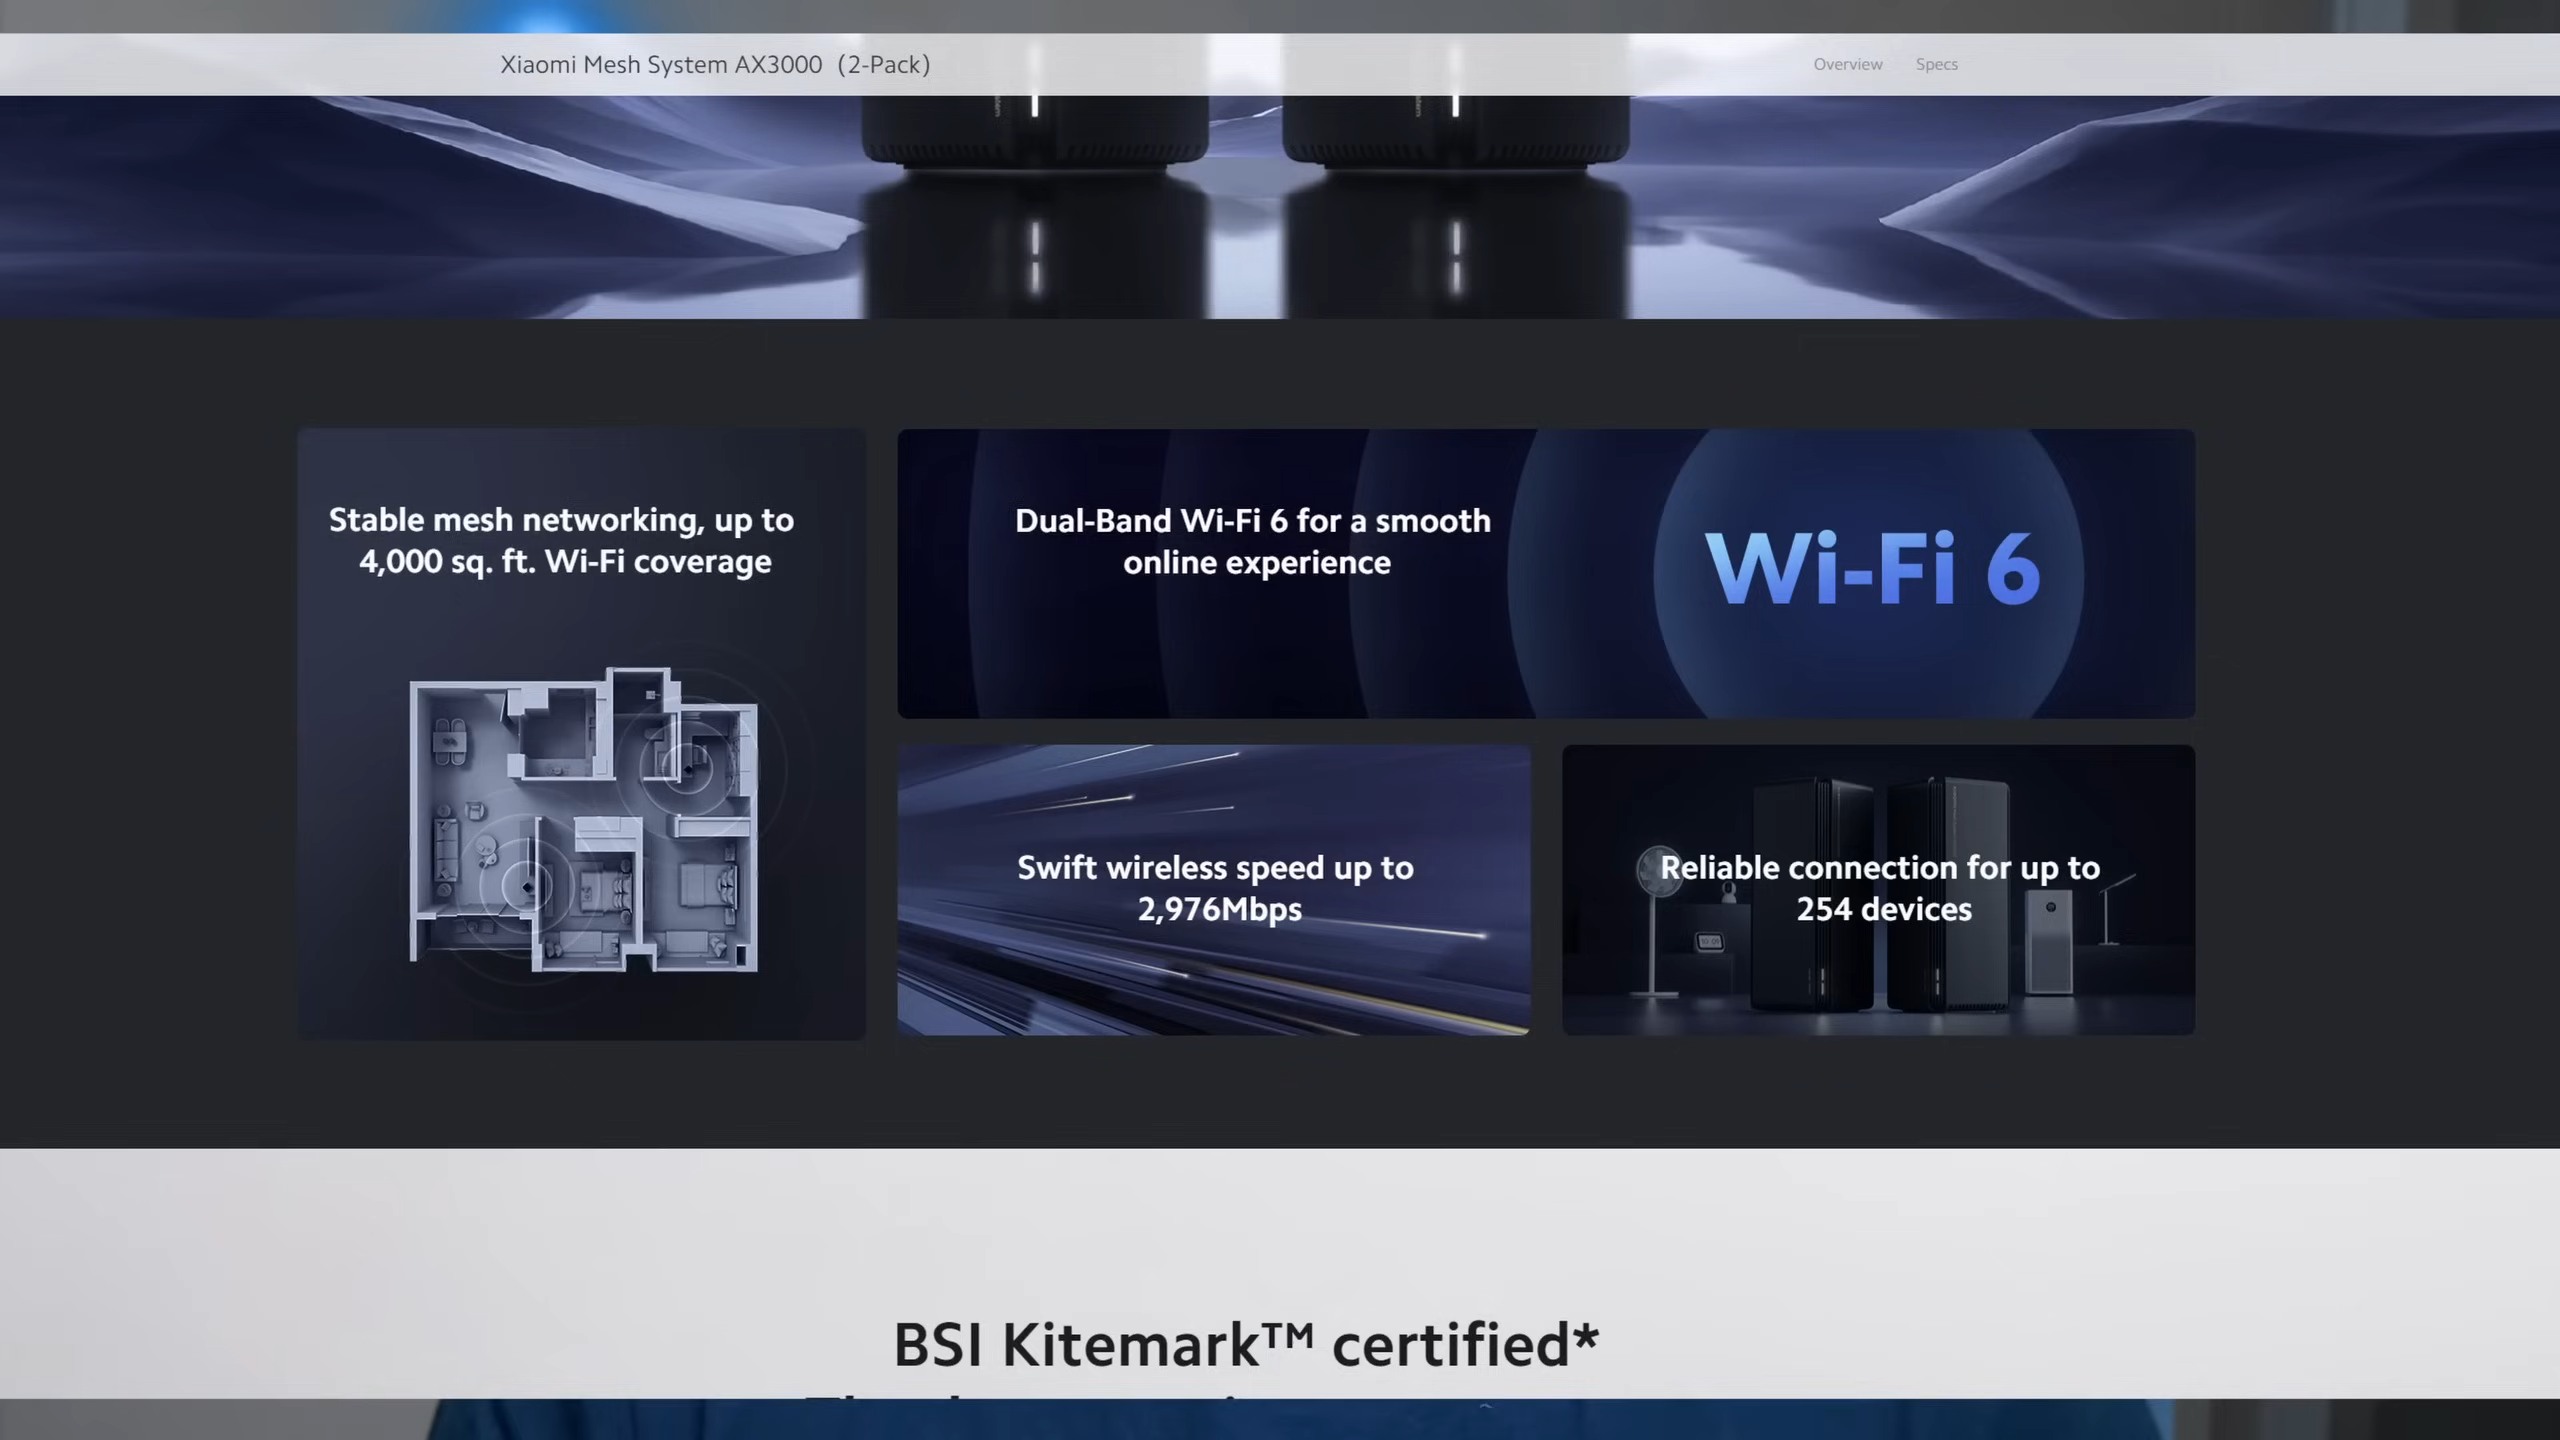 Xiaomi Mesh System AX3000 (2-Pack)
Overview
Specs
Stable mesh networking, up to
4,000 sq. ft. Wi-Fi coverage
Dual-Band Wi-Fi 6 for a smooth
online experience
Wi-Fi 6
Swift wireless speed up to
2,976Mbps
Reliable connection for up to
254 devices
BSI Kitemark™ certified*